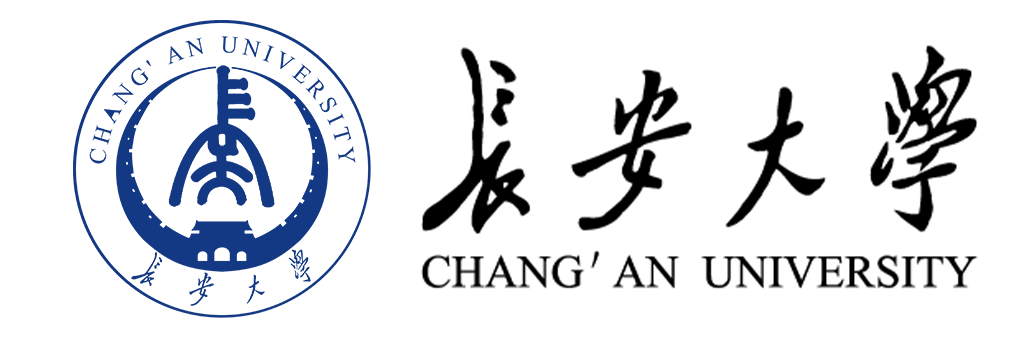 CHANG' AN UNIVERSITY
長安大學
長安大學
CHANG' AN UNIVERSITY